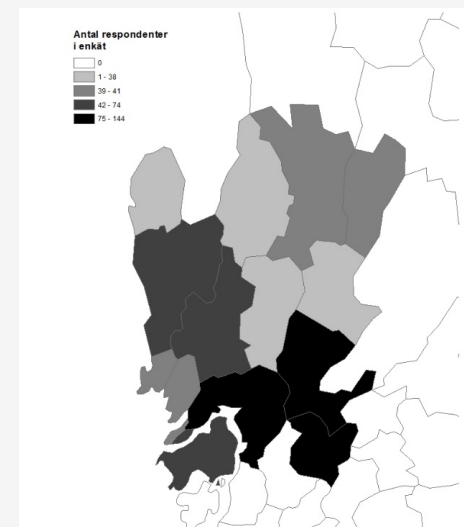 Antal respondenter
i enkät
0
1 - 38
39 - 41
42 - 74
75 - 144